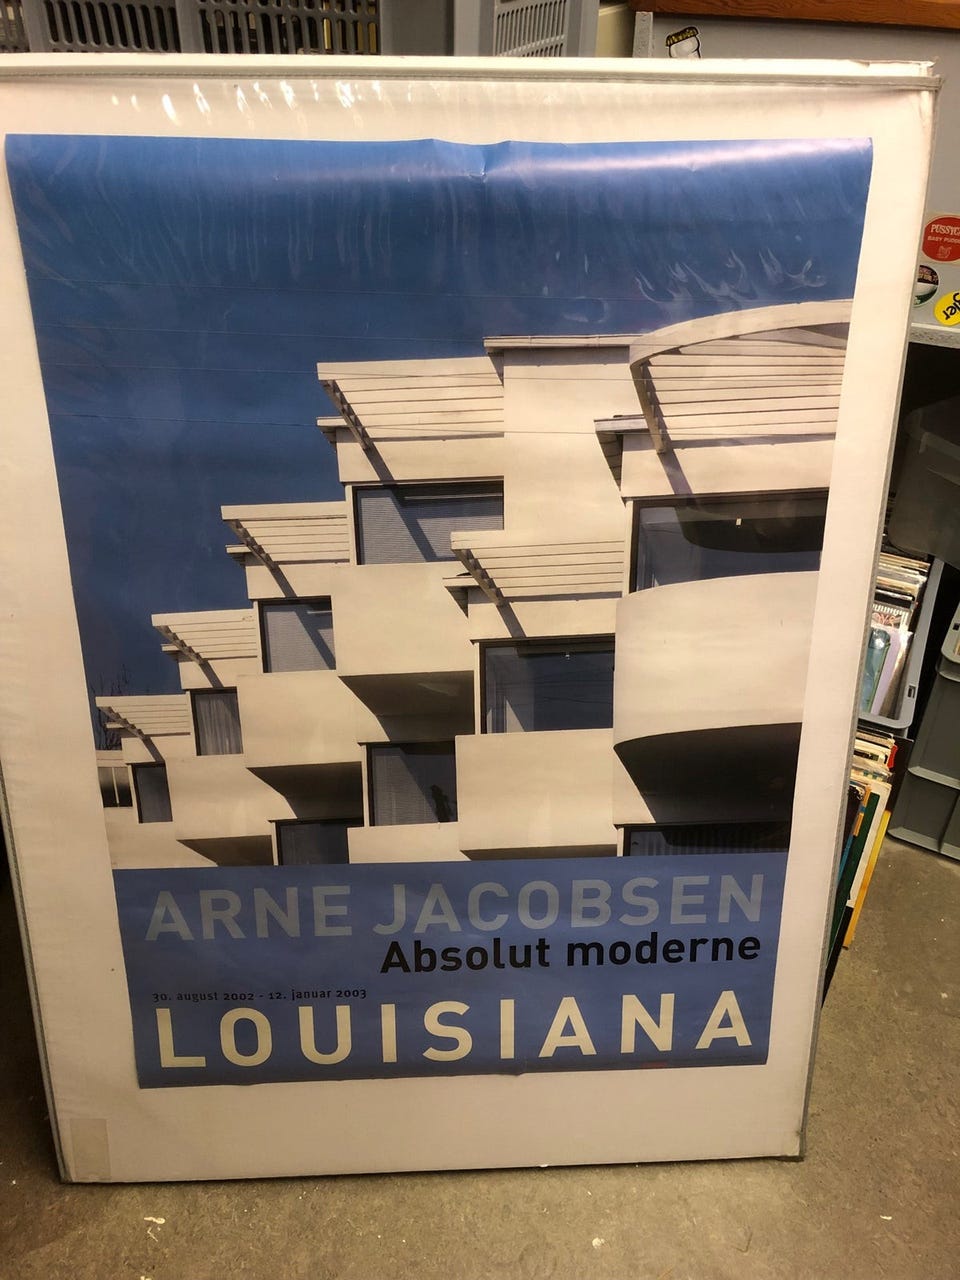 ARNE JACOBSEN
Absolut moderne
30. august 2002 - 12. januar 2003
LOUISIANA